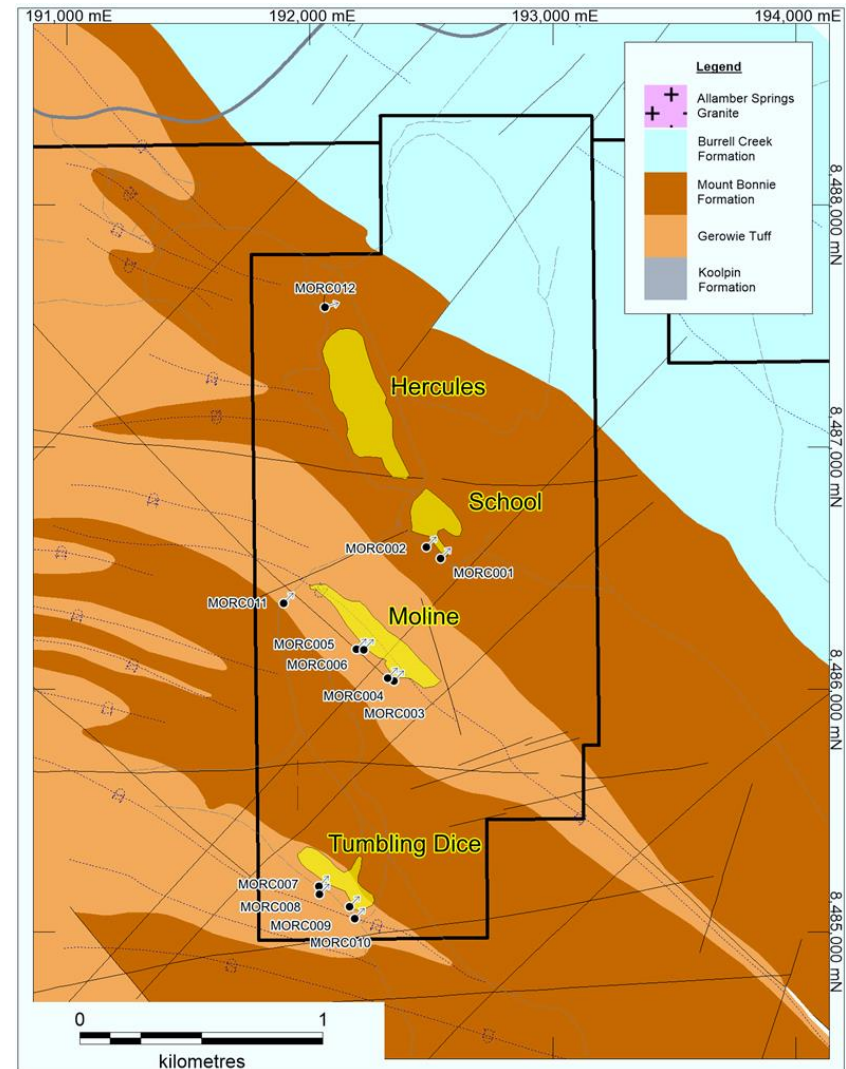 191,000 mE
192,000 mE
193,000 mE
194,000 mE
Legend
Allamber Springs
Granite
Burrell Creek
Formation
Mount Bonnie
Formation
Gerowie Tuff
Koolpin
Formation
8,488,000 mN
MORC012
Hercules
8,487,000 mN
School
MORC002
MORC001
MORC011
Moline
MORC005
MORC006
MORC004
MORC003
8,486,000 mN
Tumbling Dice
MORC007
MORC008
MORC009
MORC010
8,485,000 mN
0
1
kilometres